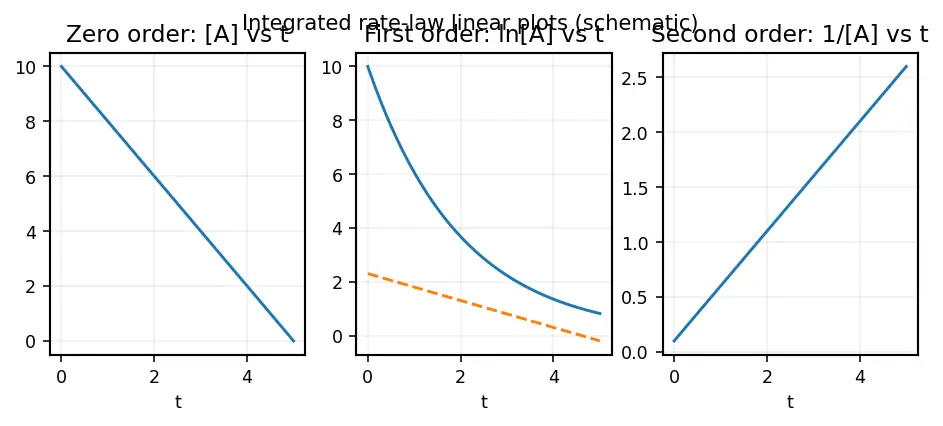 Integrated rate law linear plots (schematic)
Zero order: [A] vs t
First order: ln[A] vs t
Second order: 1/[A] vs t
10
8
6
4
2
0
0 2 4
t
10
8
6
4
2
0
0 2 4
t
2.5
2.0
1.5
1.0
0.5
0.0
0 2 4
t